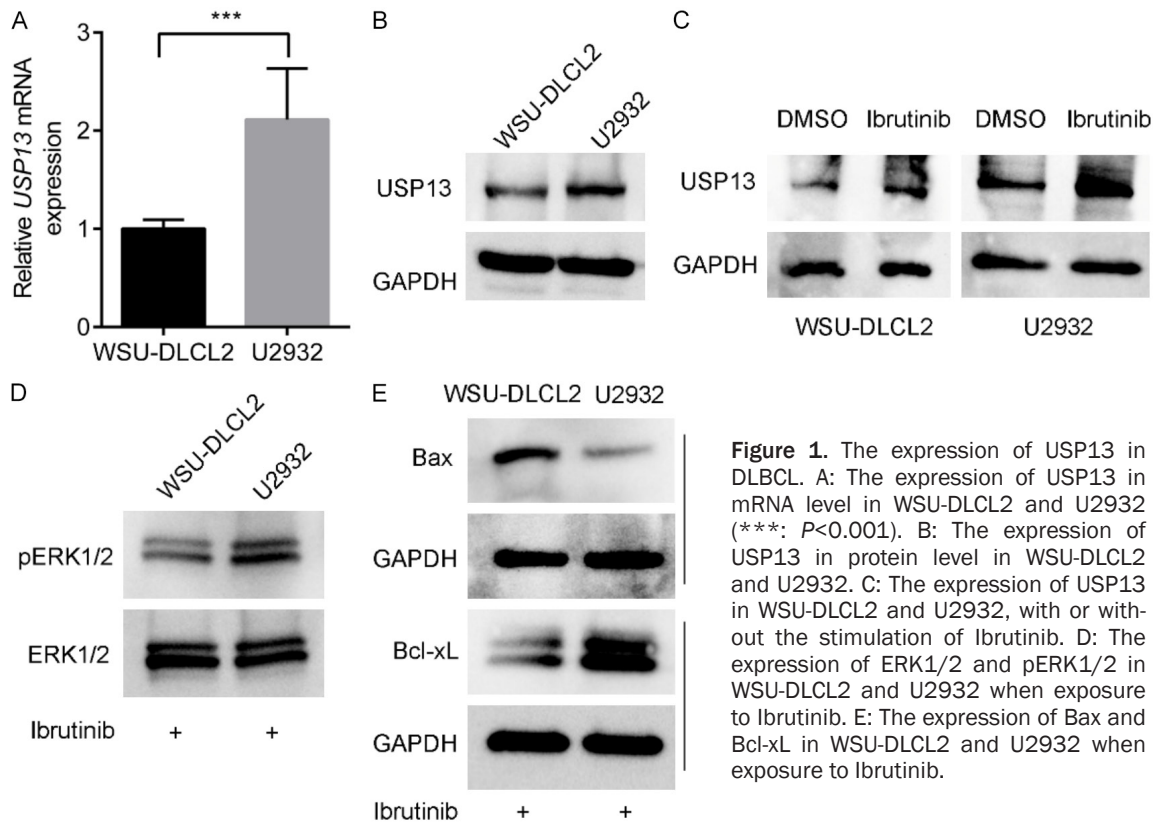 A
***
3
2
1
0
Relative USP13 mRNA
expression
WSU-DLCL2 U2932
B
WSU-DLCL2
U2932
USP13
GAPDH
C
DMSO Ibrutinib DMSO Ibrutinib
USP13
GAPDH
WSU-DLCL2 U2932
D
WSU-DLCL2
U2932
pERK1/2
ERK1/2
Ibrutinib + +
E
WSU-DLCL2 U2932
Bax
GAPDH
Bcl-xL
GAPDH
Ibrutinib + +
Figure 1. The expression of USP13 in
DLBCL. A: The expression of USP13 in
mRNA level in WSU-DLCL2 and U2932
(***: P<0.001). B: The expression of
USP13 in protein level in WSU-DLCL2
and U2932. C: The expression of USP13
in WSU-DLCL2 and U2932, with or with-
out the stimulation of Ibrutinib. D: The
expression of ERK1/2 and pERK1/2 in
WSU-DLCL2 and U2932 when exposure
to Ibrutinib. E: The expression of Bax and
Bcl-xL in WSU-DLCL2 and U2932 when
exposure to Ibrutinib.